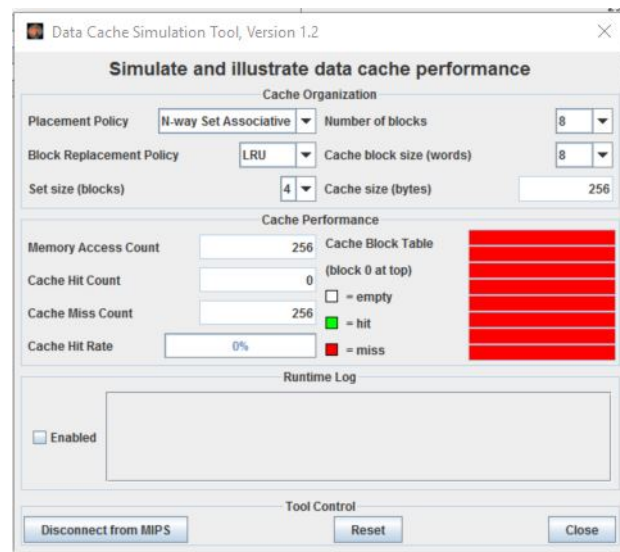 Data Cache Simulation Tool, Version 1.2
Simulate and illustrate data cache performance
Cache Organization
Placement Policy N-way Set Associative Number of blocks 8
Block Replacement Policy LRU Cache block size (words) 8
Set size (blocks) 4 Cache size (bytes) 256
Cache Performance
Memory Access Count 256 Cache Block Table
(block 0 at top)
Cache Hit Count 0
= empty
Cache Miss Count 256
= hit
Cache Hit Rate 0%
= miss
Runtime Log
Enabled
Tool Control
Disconnect from MIPS Reset Close